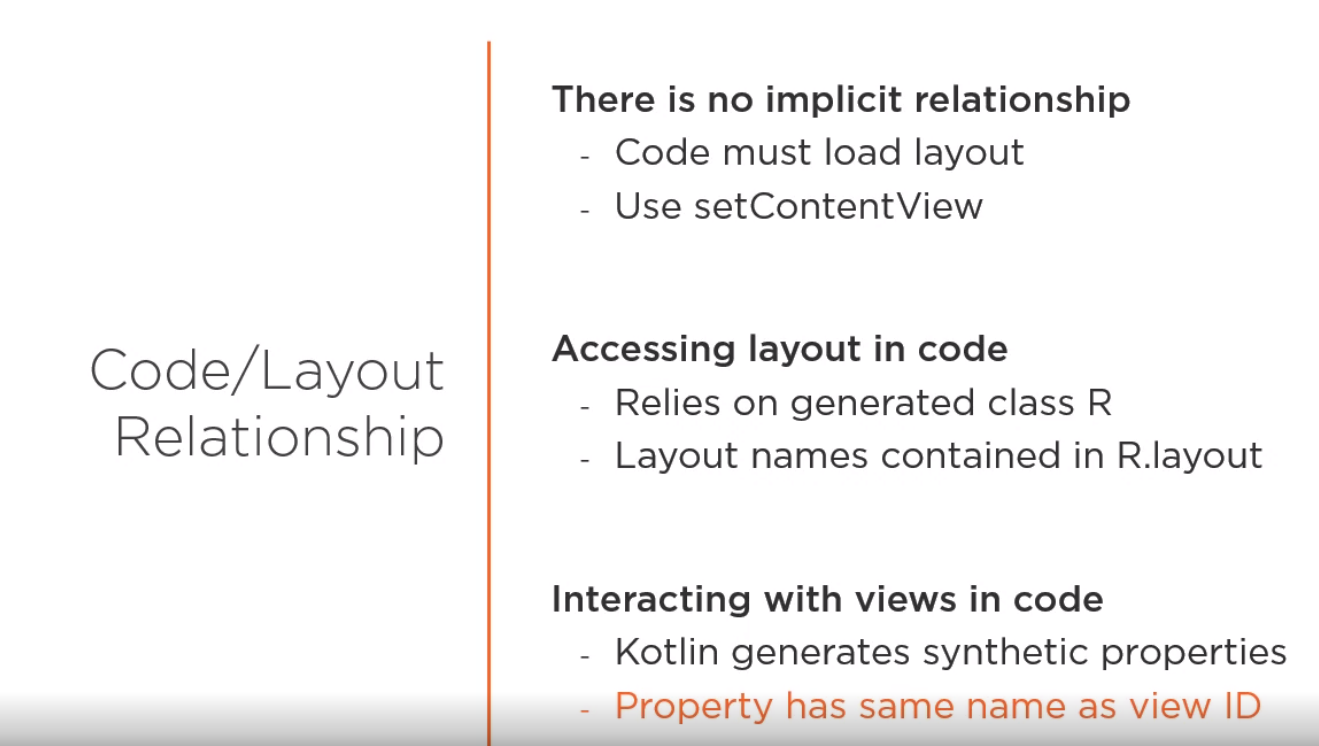 Code/Layout
Relationship
There is no implicit relationship
- Code must load layout
- Use setContentView
Accessing layout in code
- Relies on generated class R
- Layout names contained in R.layout
Interacting with views in code
- Kotlin generates synthetic properties
- Property has same name as view ID